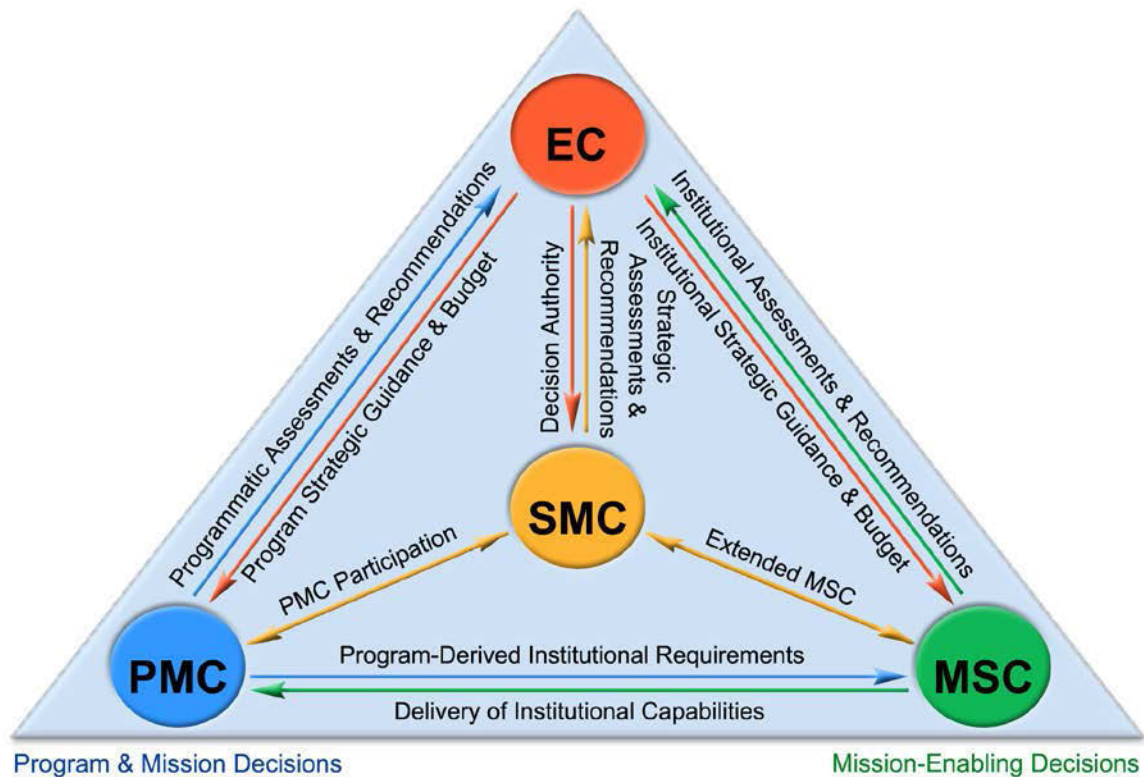 EC
Programmatic Assessments & Recommendations
Program Strategic Guidance & Budget
Decision Authority
Strategic
Assessments &
Recommendations
Institutional Strategic Guidance & Budget
Institutional Assessments & Recommendations
SMC
PMC Participation
Extended MSC
PMC
Program-Derived Institutional Requirements
Delivery of Institutional Capabilities
MSC
Program & Mission Decisions
Mission-Enabling Decisions